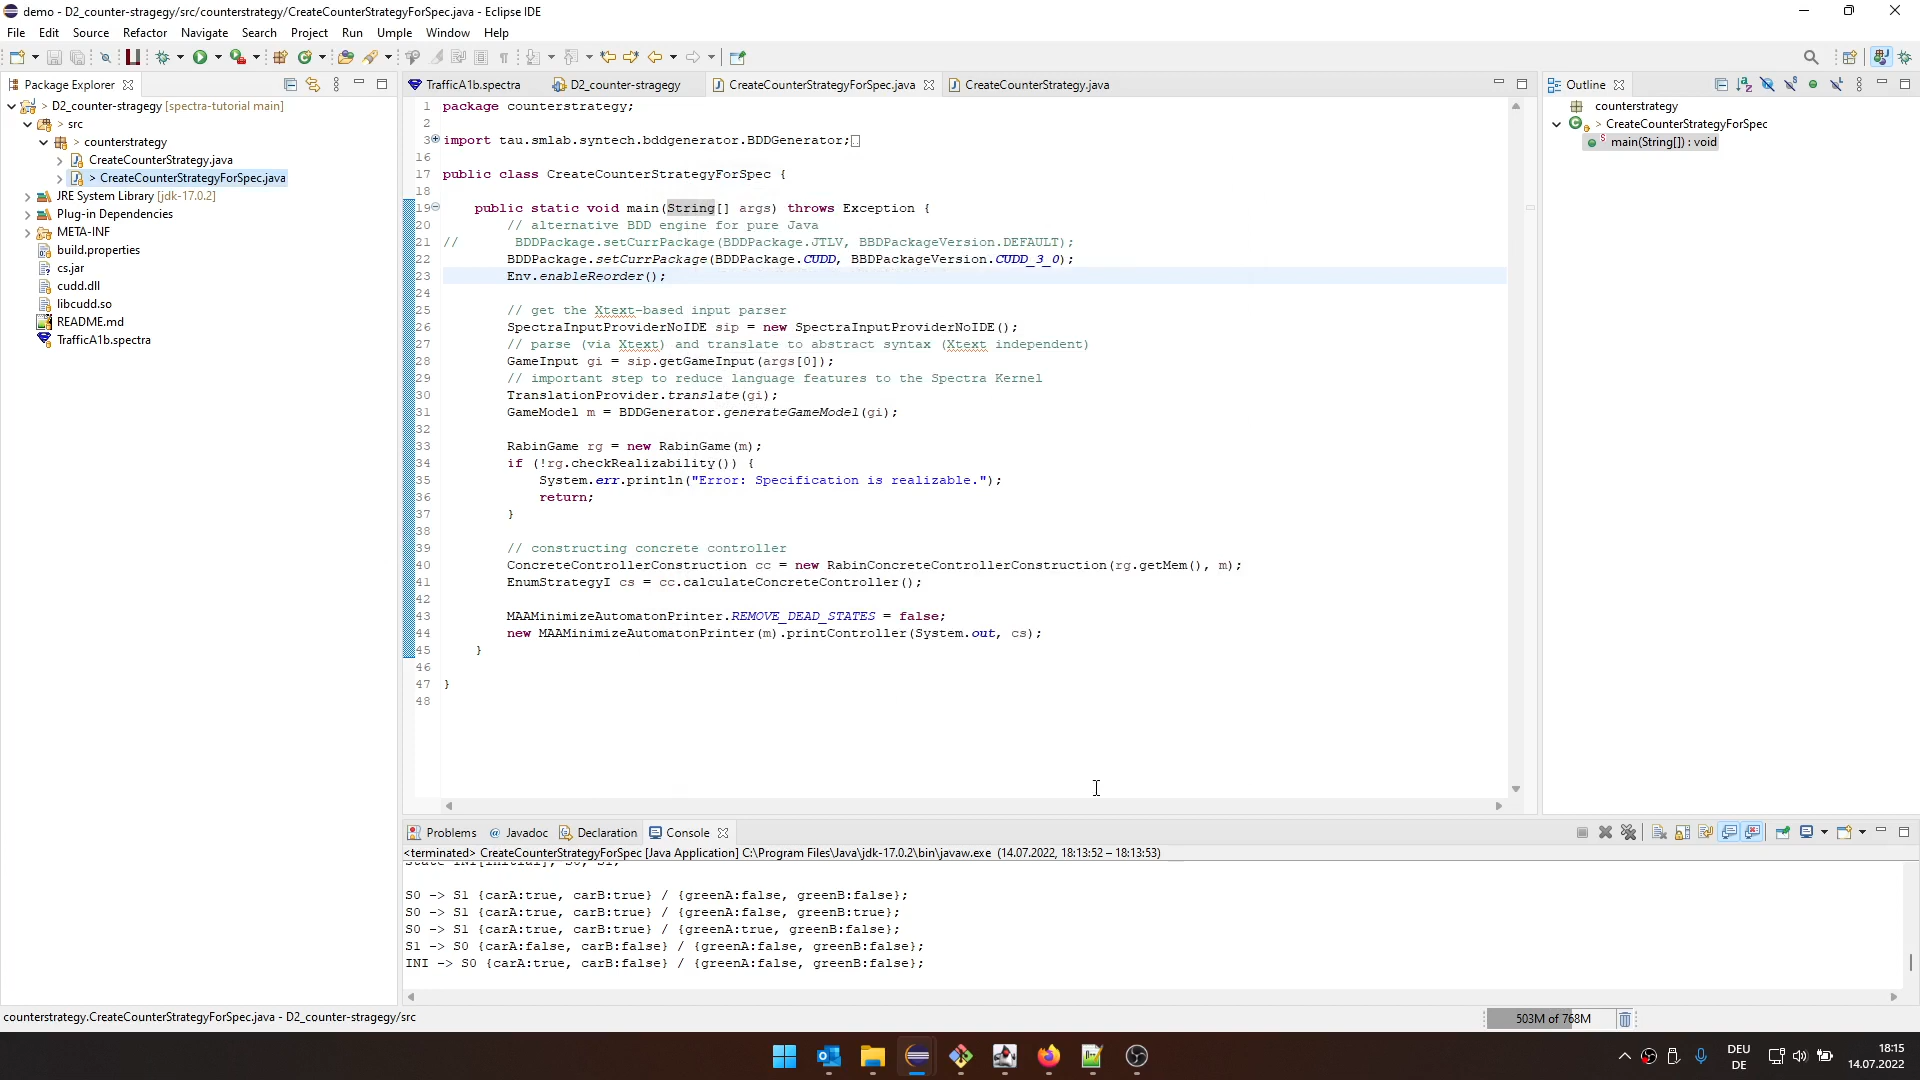 demo - D2_counter-stragegy/src/counterstrategy/CreateCounterStrategyForSpec.java - Eclipse IDE
File Edit Source Refactor Navigate Search Project Run Umple Window Help
Package Explorer
> D2_counter-stragegy [spectra-tutorial main]
> src
> counterstrategy
CreateCounterStrategy.java
> CreateCounterStrategyForSpec.java
JRE System Library [jdk-17.0.2]
Plug-in Dependencies
META-INF
build.properties
cs.jar
cudd.dll
libcudd.so
README.md
TrafficA1b.spectra
TrafficA1b.spectra D2_counter-stragegy CreateCounterStrategyForSpec.java CreateCounterStrategy.java
1 package counterstrategy;
2
3 import tau.smlab.syntech.bddgenerator.BDDGenerator;
16
17 public class CreateCounterStrategyForSpec {
18
19 public static void main(String[] args) throws Exception {
20 // alternative BDD engine for pure Java
21 // BDDPackage.setCurrPackage(BDDPackage.JTLV, BBDPackageVersion.DEFAULT);
22 BDDPackage.setCurrPackage(BDDPackage.CUDD, BBDPackageVersion.CUDD_3_0);
23 Env.enableReorder();
24
25 // get the Xtext-based input parser
26 SpectraInputProviderNoIDE sip = new SpectraInputProviderNoIDE();
27 // parse (via Xtext) and translate to abstract syntax (Xtext independent)
28 GameInput gi = sip.getGameInput(args[0]);
29 // important step to reduce language features to the Spectra Kernel
30 TranslationProvider.translate(gi);
31 GameModel m = BDDGenerator.generateGameModel(gi);
32
33 RabinGame rg = new RabinGame(m);
34 if (!rg.checkRealizability()) {
35 System.err.println("Error: Specification is realizable.");
36 return;
37 }
38
39 // constructing concrete controller
40 ConcreteControllerConstruction cc = new RabinConcreteControllerConstruction(rg.getMem(), m);
41 EnumStrategyI cs = cc.calculateConcreteController();
42
43 MAAMinimizeAutomatonPrinter.REMOVE_DEAD_STATES = false;
44 new MAAMinimizeAutomatonPrinter(m).printController(System.out, cs);
45 }
46
47 }
48
Outline
counterstrategy
CreateCounterStrategyForSpec
main(String[]) : void
Problems Javadoc Declaration Console
<terminated> CreateCounterStrategyForSpec [Java Application] C:\Program Files\Java\jdk-17.0.2\bin\javaw.exe (14.07.2022, 18:13:52 – 18:13:53)
State INI[initial], S0, S1;
S0 -> S1 {carA:true, carB:true} / {greenA:false, greenB:false};
S0 -> S1 {carA:true, carB:true} / {greenA:false, greenB:true};
S0 -> S1 {carA:true, carB:true} / {greenA:true, greenB:false};
S1 -> S0 {carA:false, carB:false} / {greenA:false, greenB:false};
INI -> S0 {carA:true, carB:false} / {greenA:false, greenB:false};
counterstrategy.CreateCounterStrategyForSpec.java - D2_counter-stragegy/src
503M of 768M
DEU
DE
18:15
14.07.2022